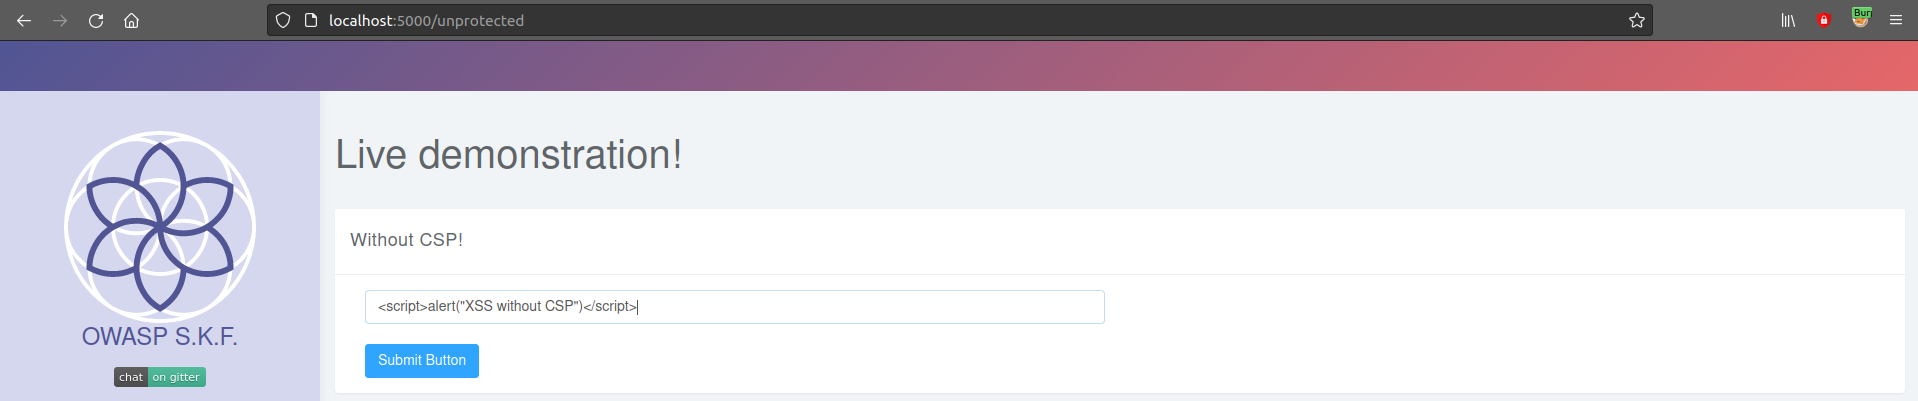 localhost:5000/unprotected
Bur
Live demonstration!
Without CSP!
<script>alert("XSS without CSP")</script>
Submit Button
OWASP S.K.F.
chat on gitter